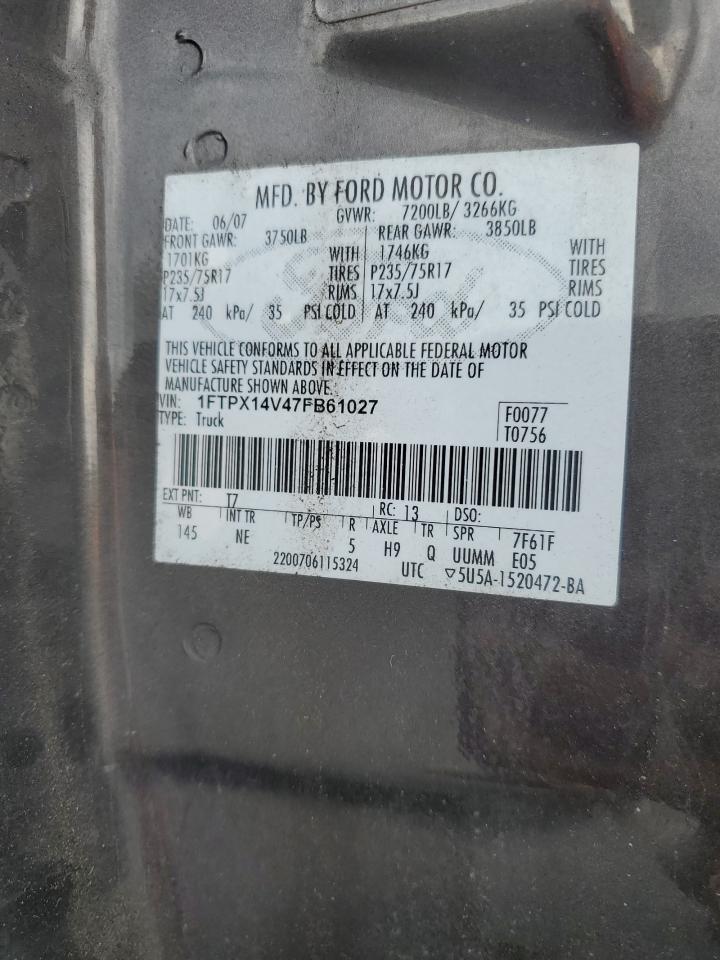 MFD. BY FORD MOTOR CO.
DATE: 06/07 GVWR: 7200LB/ 3266KG
FRONT GAWR: 3750LB REAR GAWR: 3850LB
1701KG WITH 1746KG WITH
P235/75R17 TIRES P235/75R17 TIRES
17x7.5J RIMS 17x7.5J RIMS
AT 240 kPa/ 35 PSI COLD AT 240 kPa/ 35 PSI COLD
THIS VEHICLE CONFORMS TO ALL APPLICABLE FEDERAL MOTOR
VEHICLE SAFETY STANDARDS IN EFFECT ON THE DATE OF
MANUFACTURE SHOWN ABOVE.
VIN: 1FTPX14V47FB61027 F0077
TYPE: Truck T0756
EXT PNT: T7 RC: 13 DSO:
WB INT TR TP/PS R AXLE TR SPR 7F61F
145 NE 5 H9 Q UUMM E05
2200706115324 UTC ▽5U5A-1520472-BA